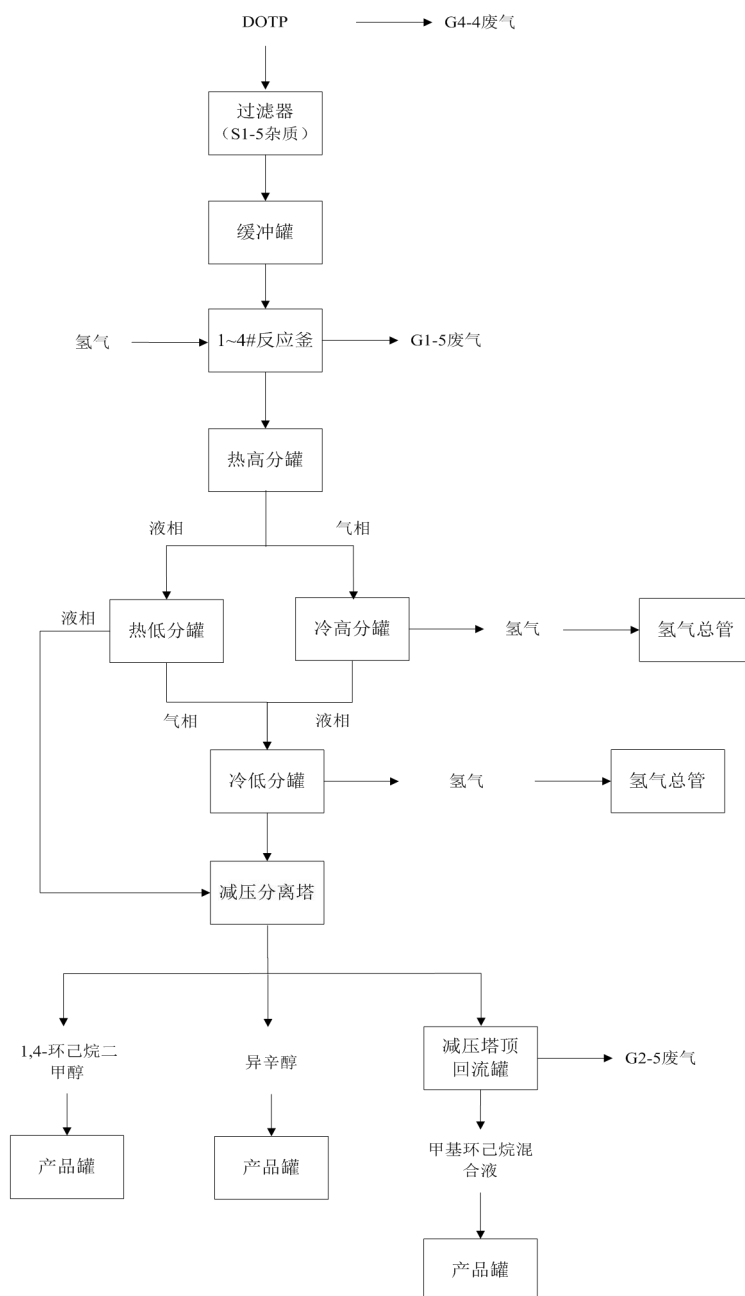 DOTP
G4-4废气
过滤器
（S1-5杂质）
缓冲罐
氢气
1~4#反应釜
G1-5废气
热高分罐
液相
气相
液相
热低分罐
冷高分罐
氢气
氢气总管
气相
液相
冷低分罐
氢气
氢气总管
减压分离塔
1,4-环己烷二
甲醇
异辛醇
减压塔顶
回流罐
G2-5废气
产品罐
产品罐
甲基环己烷混
合液
产品罐